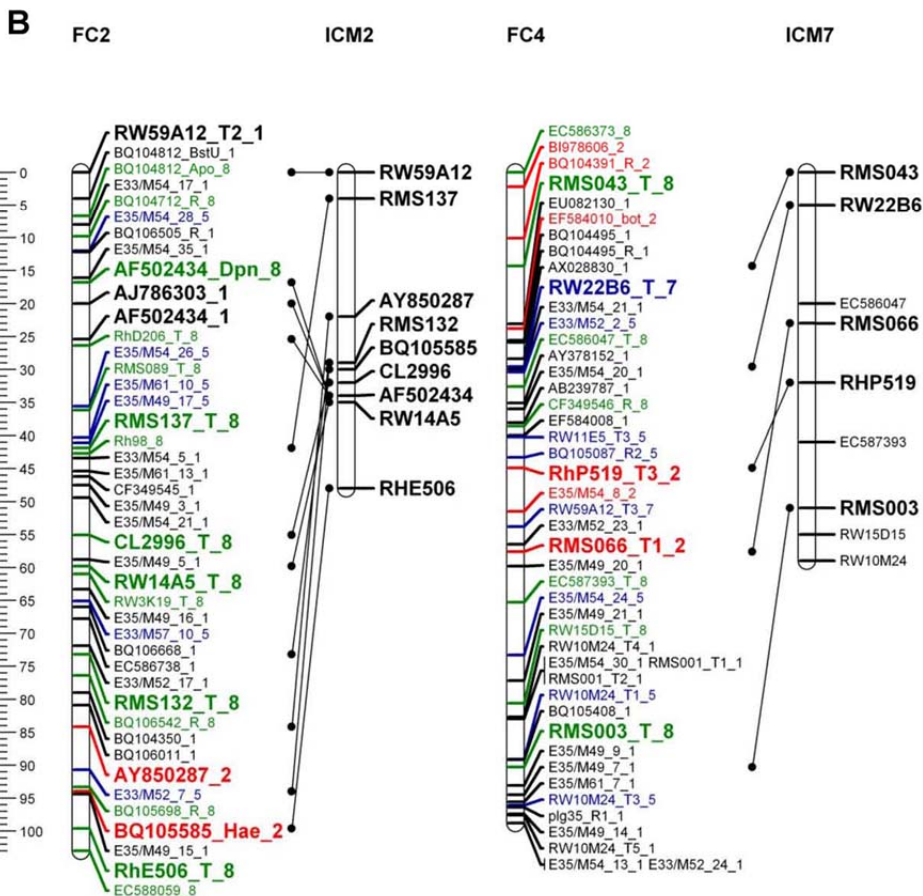 B
FC2
ICM2
FC4
ICM7
0
5
10
15
20
25
30
35
40
45
50
55
60
65
70
75
80
85
90
95
100
RW59A12_T2_1
BQ104812_BstU_1
BQ104812_Apo_8
E33/M54_17_1
BQ104712_R_8
E35/M54_28_5
BQ106505_R_1
E35/M54_35_1
AF502434_Dpn_8
AJ786303_1
AF502434_1
RhD206_T_8
E35/M54_26_5
RMS089_T_8
E35/M61_10_5
E35/M49_17_5
RMS137_T_8
Rh98_8
E33/M54_5_1
E35/M61_13_1
CF349545_1
E35/M49_3_1
E35/M54_21_1
CL2996_T_8
E35/M49_5_1
RW14A5_T_8
RW3K19_T_8
E35/M49_16_1
E33/M57_10_5
BQ106668_1
EC586738_1
E33/M52_17_1
RMS132_T_8
BQ106542_R_8
BQ104350_1
BQ106011_1
AY850287_2
E33/M52_7_5
BQ105698_R_8
BQ105585_Hae_2
E35/M49_15_1
RhE506_T_8
EC588059_8
RW59A12
RMS137
AY850287
RMS132
BQ105585
CL2996
AF502434
RW14A5
RHE506
EC586373_8
BI978606_2
BQ104391_R_2
RMS043_T_8
EU082130_1
EF584010_bot_2
BQ104495_1
BQ104495_R_1
AX028830_1
RW22B6_T_7
E33/M54_21_1
E33/M52_2_5
EC586047_T_8
AY378152_1
E35/M54_20_1
AB239787_1
CF349546_R_8
EF584008_1
RW11E5_T3_5
BQ105087_R2_5
RhP519_T3_2
E35/M54_8_2
RW59A12_T3_7
E33/M52_23_1
RMS066_T1_2
E35/M49_20_1
EC587393_T_8
E35/M54_24_5
E35/M49_21_1
RW15D15_T_8
RW10M24_T4_1
E35/M54_30_1 RMS001_T1_1
RMS001_T2_1
RW10M24_T1_5
BQ105408_1
RMS003_T_8
E35/M49_9_1
E35/M49_7_1
E35/M61_7_1
RW10M24_T3_5
plg35_R1_1
E35/M49_14_1
RW10M24_T5_1
E35/M54_13_1 E33/M52_24_1
RMS043
RW22B6
EC586047
RMS066
RHP519
EC587393
RMS003
RW15D15
RW10M24